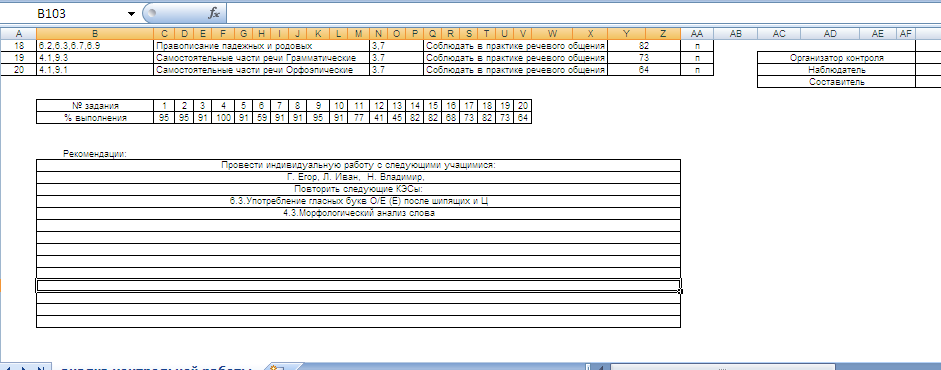 B103 fx
A B C D E F G H I J K L M N O P Q R S T U V W X Y Z AA AB AC AD AE AF
18 6.2,6.3,6.7,6.9 Правописание падежных и родовых 3,7 Соблюдать в практике речевого общения 82 п
19 4.1,9.3 Самостоятельные части речи Грамматические 3.7 Соблюдать в практике речевого общения 73 п Организатор контроля
20 4.1,9.1 Самостоятельные части речи Орфоэпические 3.7 Соблюдать в практике речевого общения 64 п Наблюдатель
Составитель
№ задания 1 2 3 4 5 6 7 8 9 10 11 12 13 14 15 16 17 18 19 20
% выполнения 95 95 91 100 91 59 91 91 95 91 77 41 45 82 82 68 73 82 73 64
Рекомендации:
Провести индивидуальную работу с следующими учащимися:
Г. Егор, Л. Иван, Н. Владимир,
Повторить следующие КЭСы:
6.3.Употребление гласных букв О/Е (Ё) после шипящих и Ц
4.3.Морфологический анализ слова